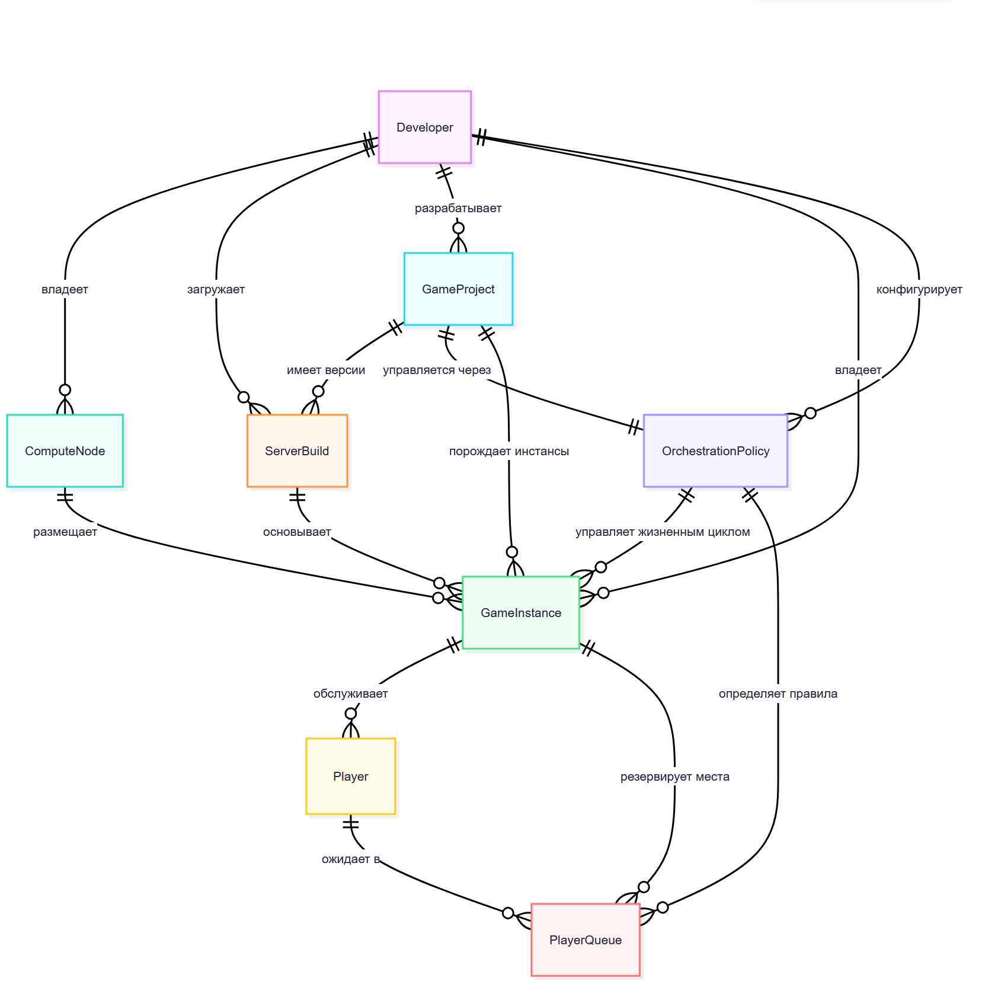 Developer
разрабатывает
GameProject
владеет
загружает
конфигурирует
имеет версии
управляется через
владеет
ComputeNode
ServerBuild
порождает инстансы
OrchestrationPolicy
размещает
основывает
управляет жизненным циклом
GameInstance
обслуживает
определяет правила
Player
резервирует места
ожидает в
PlayerQueue